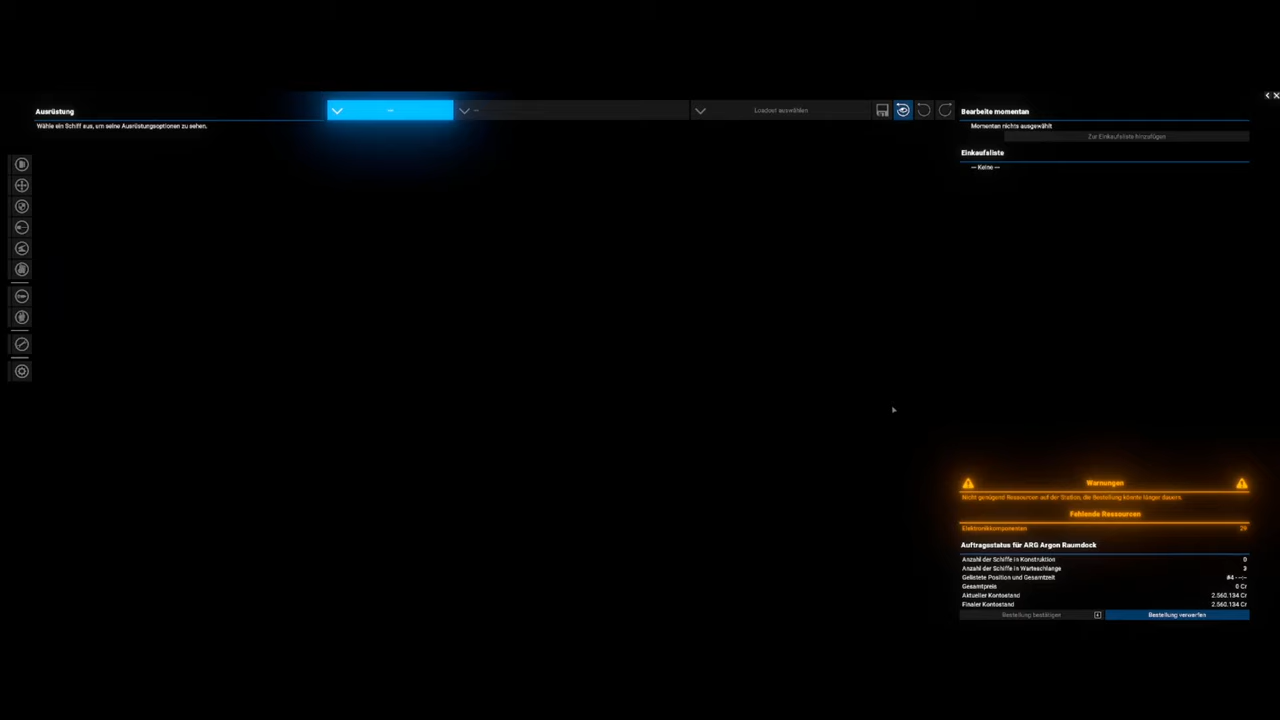 Ausrüstung
Wähle ein Schiff aus, um seine Ausrüstungsoptionen zu sehen.
--
--
Loadout auswählen
Bearbeite momentan
Momentan nichts ausgewählt
Zur Einkaufsliste hinzufügen
Einkaufsliste
-- Keine --
Warnungen
Nicht genügend Ressourcen auf der Station, die Bestellung könnte länger dauern.
Fehlende Ressourcen
Elektronikkomponenten 29
Auftragsstatus für ARG Argon Raumdock
Anzahl der Schiffe in Konstruktion 0
Anzahl der Schiffe in Warteschlange 3
Gelistete Position und Gesamtzeit #4 - --:--
Gesamtpreis 0 Cr
Aktueller Kontostand 2.560.134 Cr
Finaler Kontostand 2.560.134 Cr
Bestellung bestätigen
Bestellung verwerfen